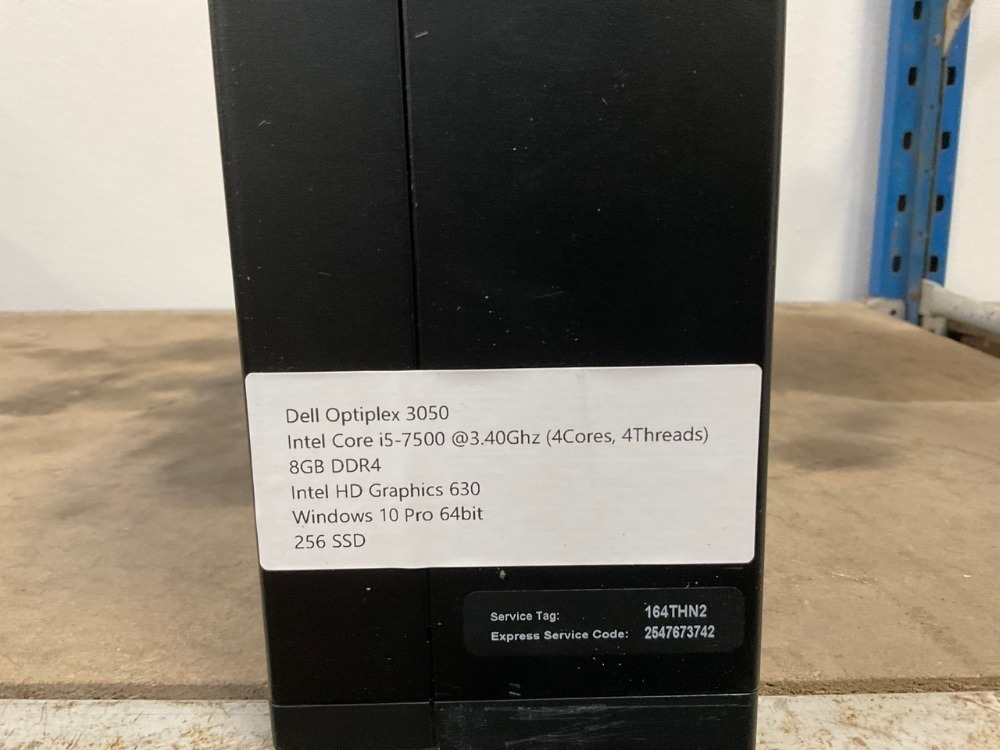 Dell Optiplex 3050
Intel Core i5-7500 @3.40Ghz (4Cores, 4Threads)
8GB DDR4
Intel HD Graphics 630
Windows 10 Pro 64bit
256 SSD
Service Tag: 164THN2
Express Service Code: 2547673742